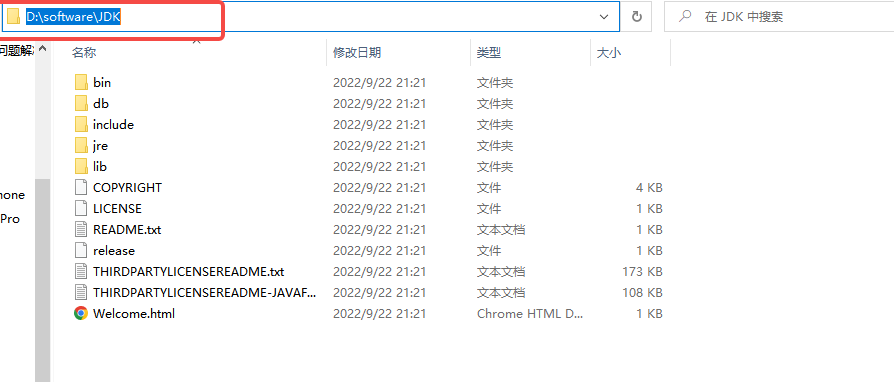 D:\software\JDK
在 JDK 中搜索
问题解
名称 修改日期 类型 大小
bin 2022/9/22 21:21 文件夹
db 2022/9/22 21:21 文件夹
include 2022/9/22 21:21 文件夹
jre 2022/9/22 21:21 文件夹
lib 2022/9/22 21:21 文件夹
COPYRIGHT 2022/9/22 21:21 文件 4 KB
hone
LICENSE 2022/9/22 21:21 文件 1 KB
Pro
README.txt 2022/9/22 21:21 文本文档 1 KB
release 2022/9/22 21:21 文件 1 KB
THIRDPARTYLICENSEREADME.txt 2022/9/22 21:21 文本文档 173 KB
THIRDPARTYLICENSEREADME-JAVAF... 2022/9/22 21:21 文本文档 108 KB
Welcome.html 2022/9/22 21:21 Chrome HTML D... 1 KB